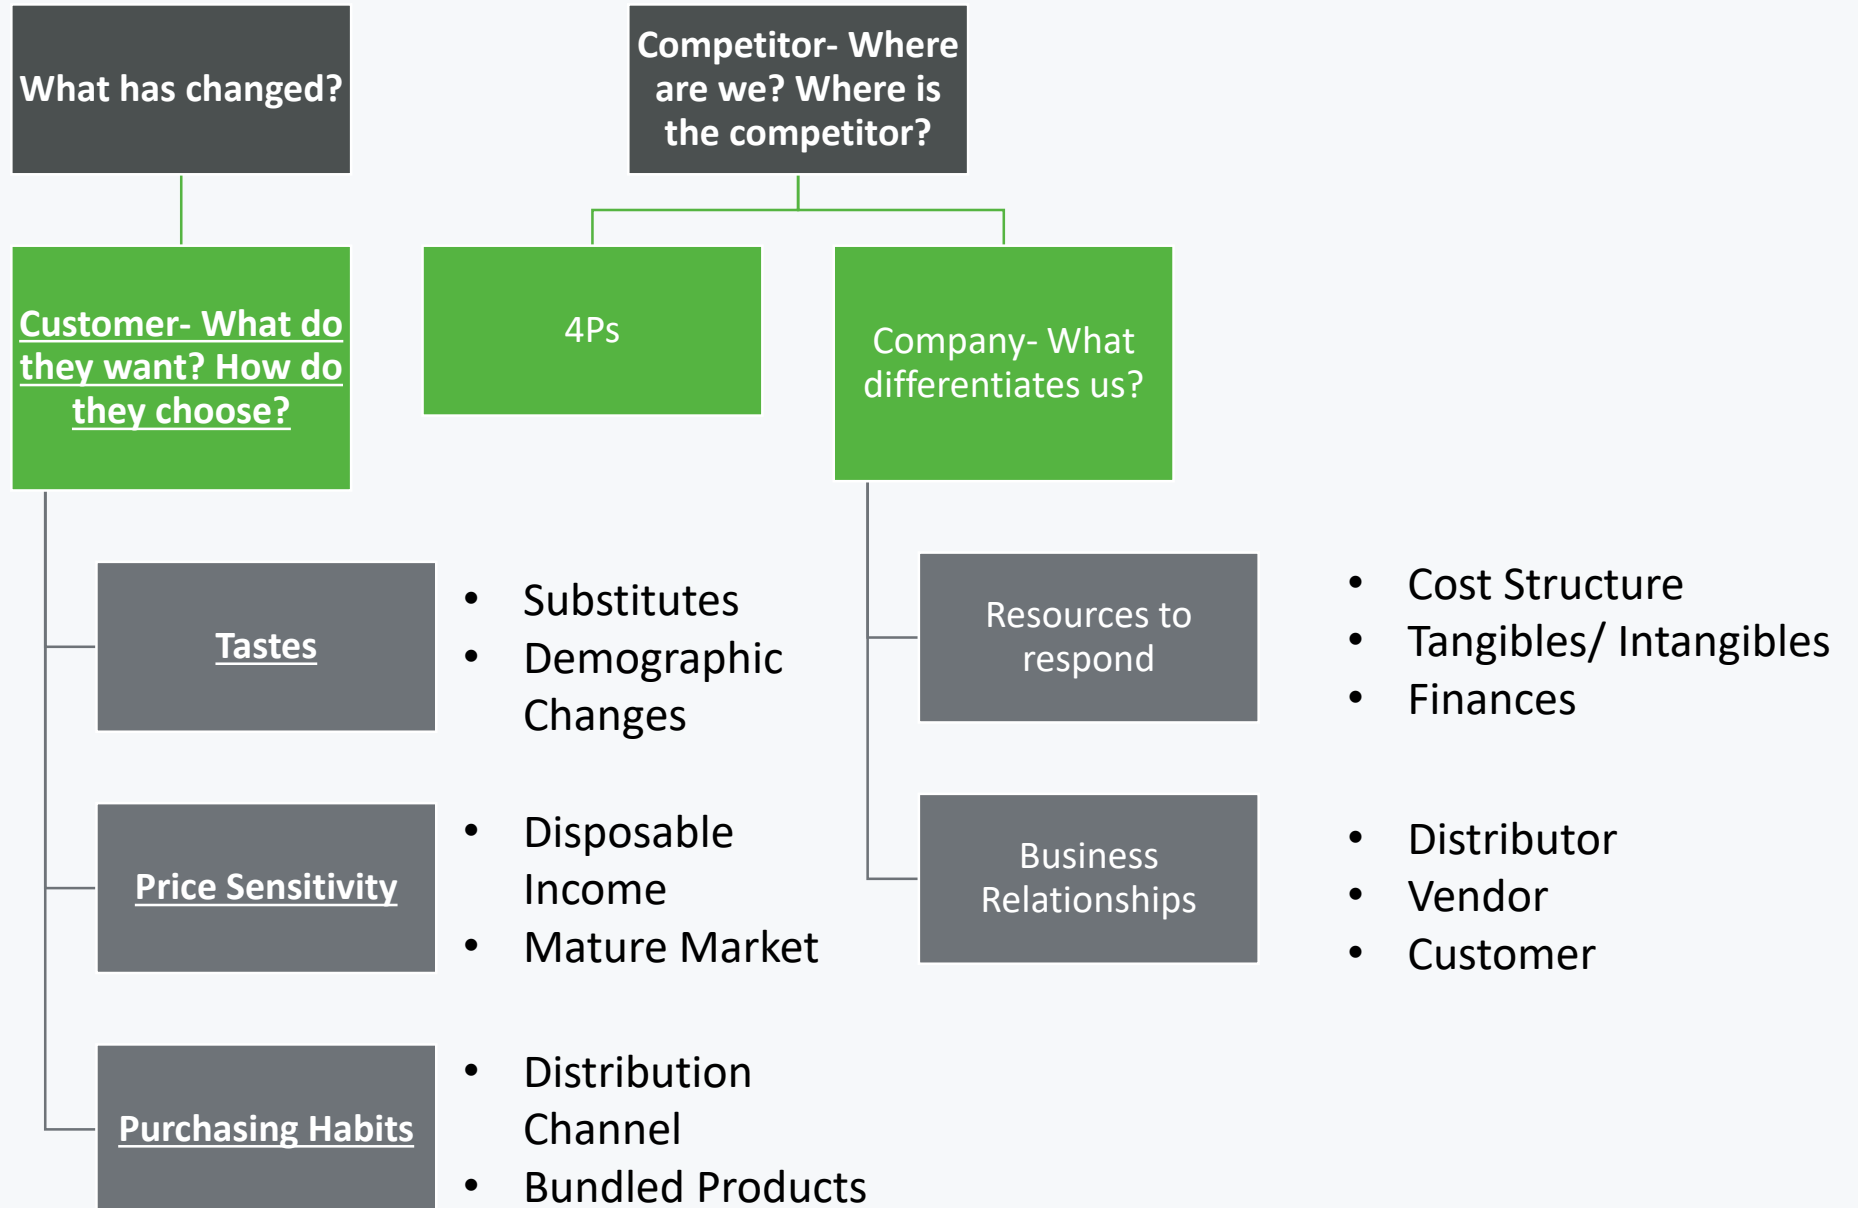 What has changed?
Competitor- Where
are we? Where is
the competitor?
Customer- What do
they want? How do
they choose?
4Ps
Company- What
differentiates us?
Tastes
• Substitutes
• Demographic
Changes
Resources to
respond
• Cost Structure
• Tangibles/ Intangibles
• Finances
Price Sensitivity
• Disposable
Income
• Mature Market
Business
Relationships
• Distributor
• Vendor
• Customer
Purchasing Habits
• Distribution
Channel
• Bundled Products